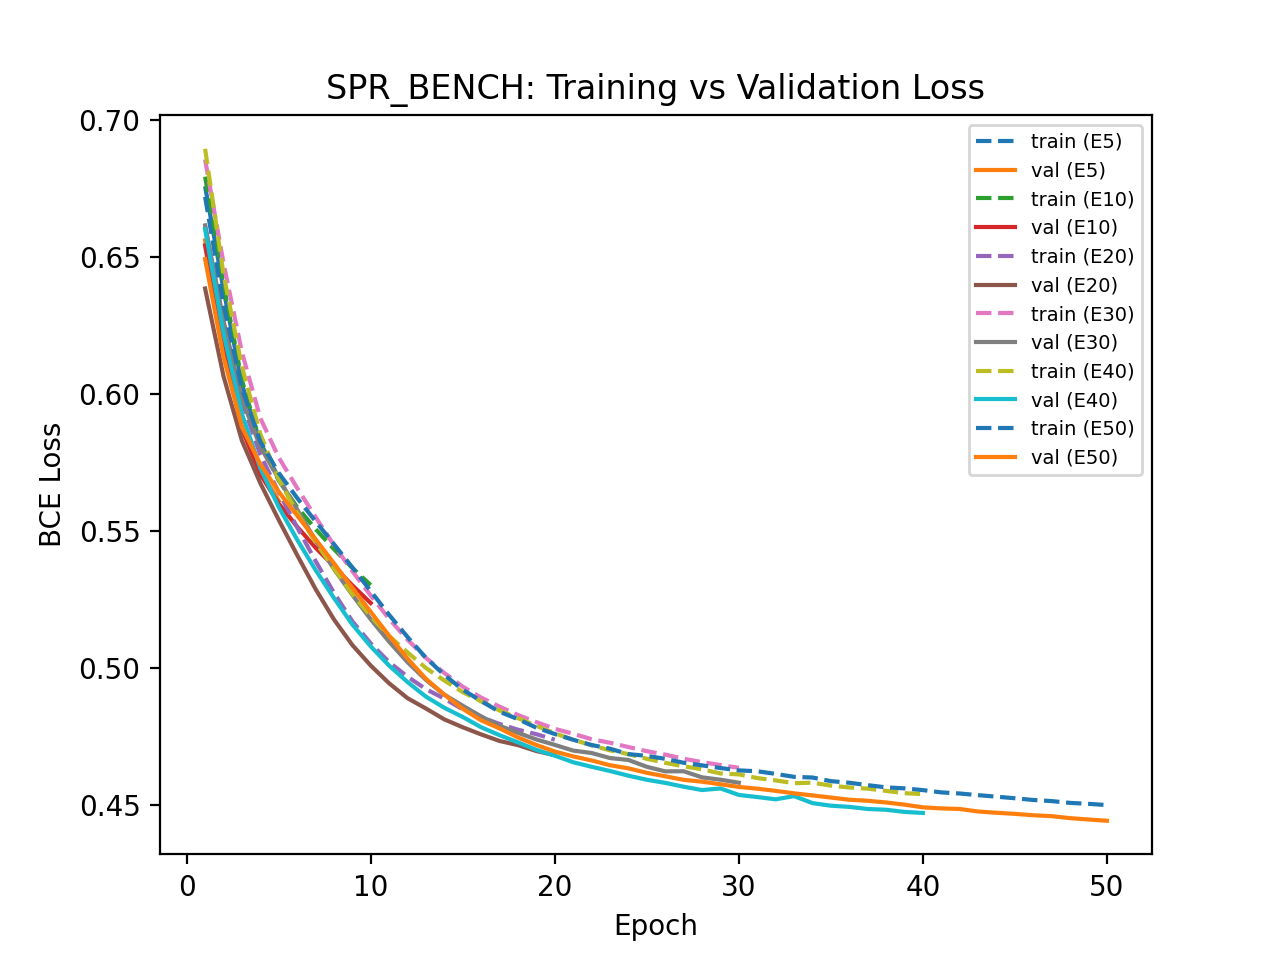 SPR_BENCH: Training vs Validation Loss
0.70
0.65
0.60
0.55
0.50
0.45
BCE Loss
0
10
20
30
40
50
Epoch
train (E5)
val (E5)
train (E10)
val (E10)
train (E20)
val (E20)
train (E30)
val (E30)
train (E40)
val (E40)
train (E50)
val (E50)